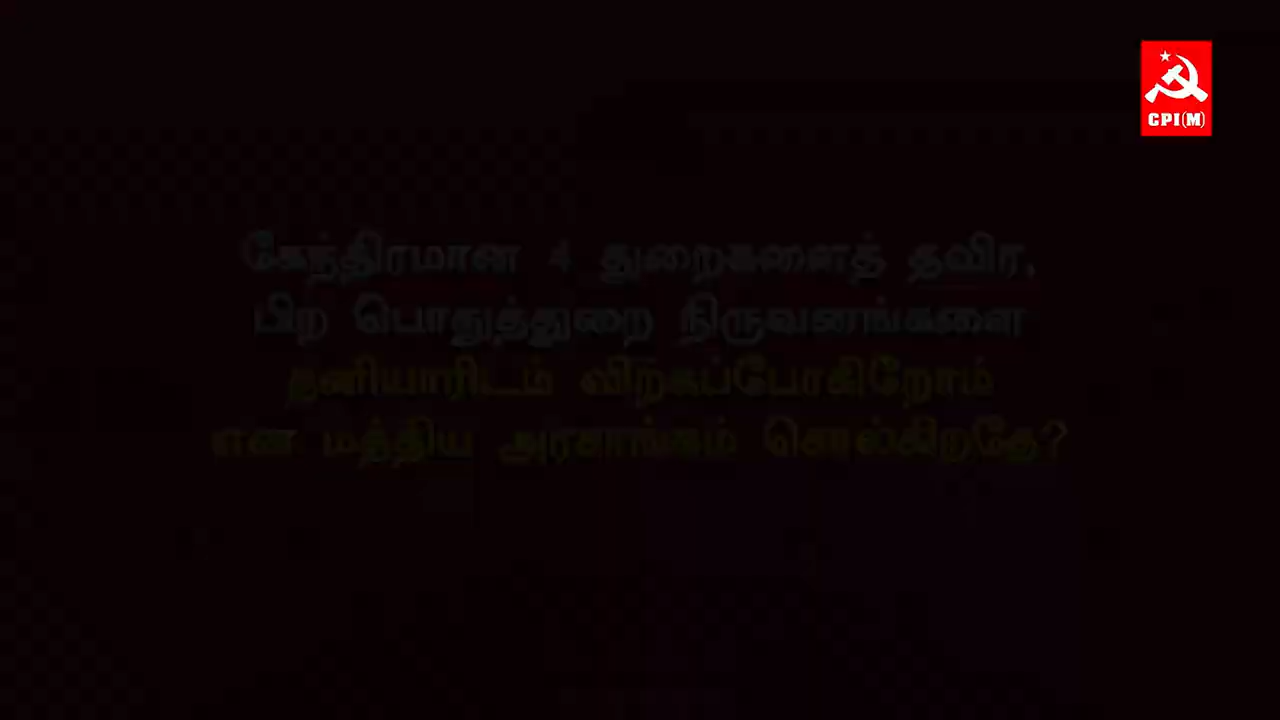 CPI(M)
கேந்திரமான 4 துறைகளைத் தவிர,
பிற பொதுத்துறை நிருவனங்களை
தனியாரிடம் விற்கப்போகிறோம்
என மத்திய அரசாங்கம் சொல்கிறதே?